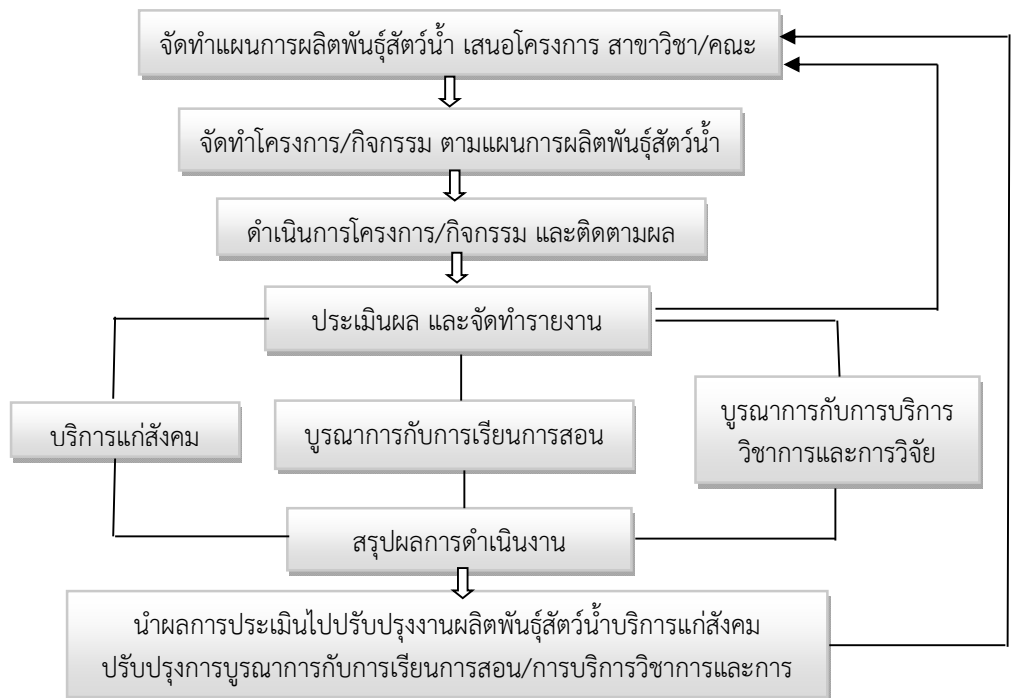 จัดทำแผนการผลิตพันธุ์สัตว์น้ำ เสนอโครงการ สาขาวิชา/คณะ
จัดทำโครงการ/กิจกรรม ตามแผนการผลิตพันธุ์สัตว์น้ำ
ดำเนินการโครงการ/กิจกรรม และติดตามผล
ประเมินผล และจัดทำรายงาน
บริการแก่สังคม
บูรณาการกับการเรียนการสอน
บูรณาการกับการบริการ
วิชาการและการวิจัย
สรุปผลการดำเนินงาน
นำผลการประเมินไปปรับปรุงงานผลิตพันธุ์สัตว์น้ำบริการแก่สังคม
ปรับปรุงการบูรณาการกับการเรียนการสอน/การบริการวิชาการและการ